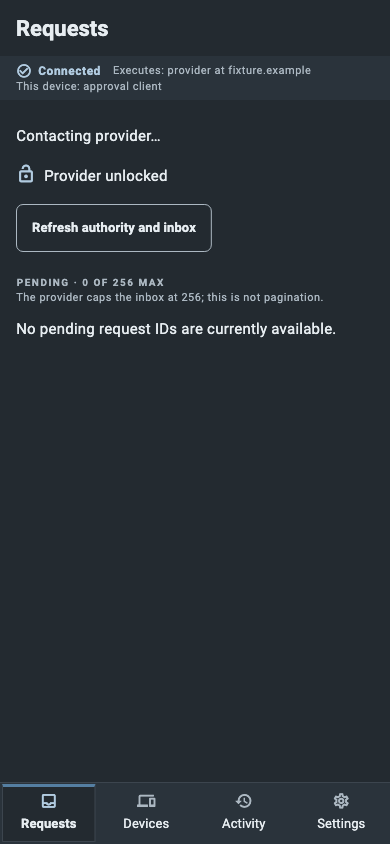 Requests
Connected Executes: provider at fixture.example
This device: approval client
Contacting provider…
Provider unlocked
Refresh authority and inbox
PENDING · 0 OF 256 MAX
The provider caps the inbox at 256; this is not pagination.
No pending request IDs are currently available.
Requests Devices Activity Settings